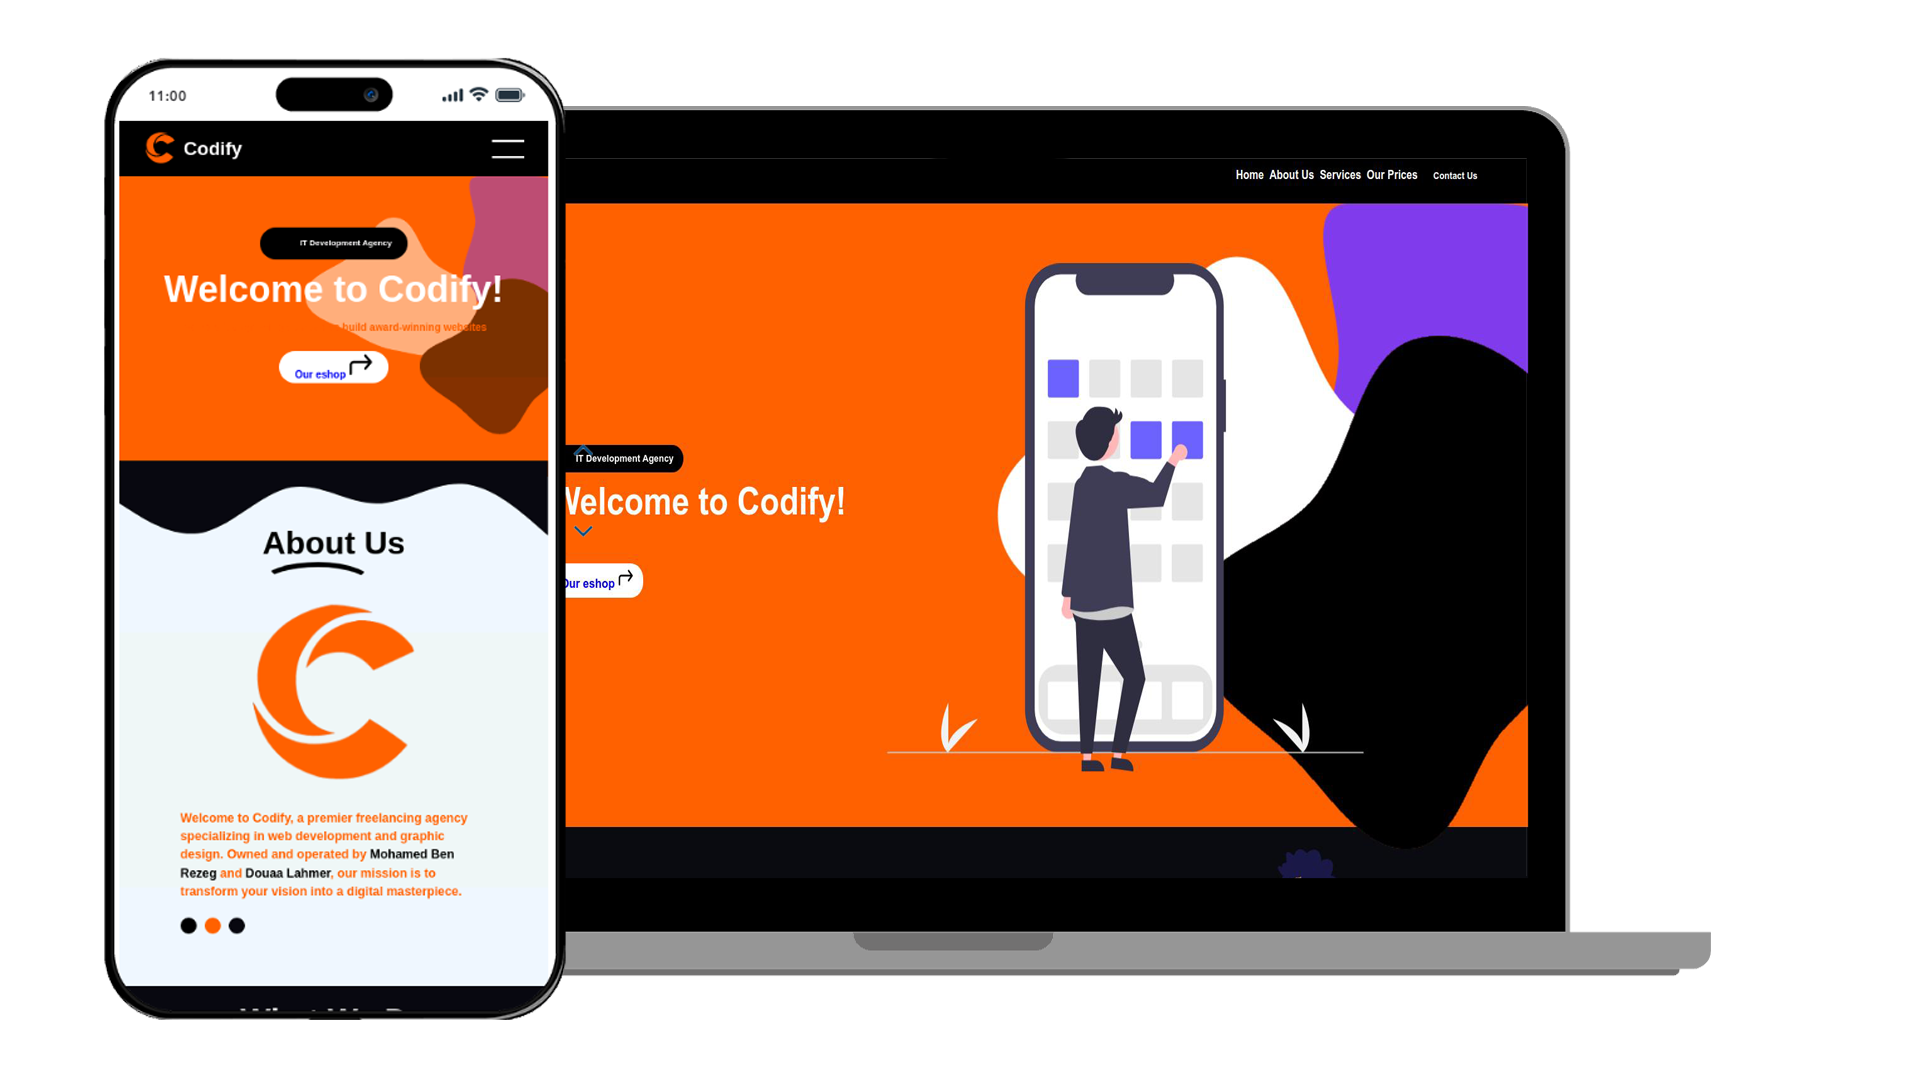 11:00
Codify
IT Development Agency
Welcome to Codify!
build award-winning websites
Our eshop
About Us
Welcome to Codify, a premier freelancing agency
specializing in web development and graphic
design. Owned and operated by Mohamed Ben
Rezeg and Douaa Lahmer, our mission is to
transform your vision into a digital masterpiece.
Home About Us Services Our Prices Contact Us
IT Development Agency
Welcome to Codify!
Our eshop